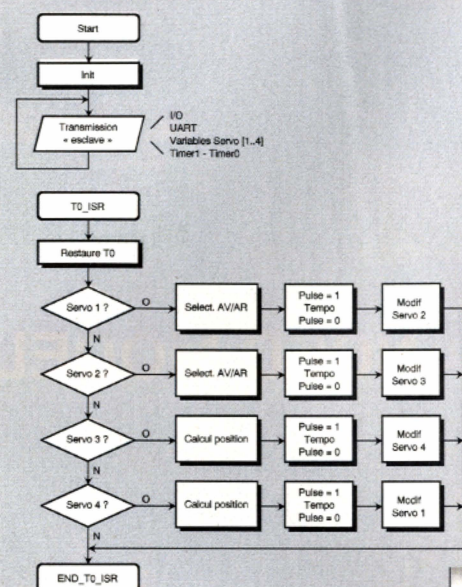 Start
Init
Transmission
« esclave »
I/O
UART
Variables Servo [1..4]
Timer1 - Timer0
T0_ISR
Restaure T0
Servo 1 ?
O
Select. AV/AR
Pulse = 1
Tempo
Pulse = 0
Modif
Servo 2
N
Servo 2 ?
O
Select. AV/AR
Pulse = 1
Tempo
Pulse = 0
Modif
Servo 3
N
Servo 3 ?
O
Calcul position
Pulse = 1
Tempo
Pulse = 0
Modif
Servo 4
N
Servo 4 ?
O
Calcul position
Pulse = 1
Tempo
Pulse = 0
Modif
Servo 1
N
END_T0_ISR